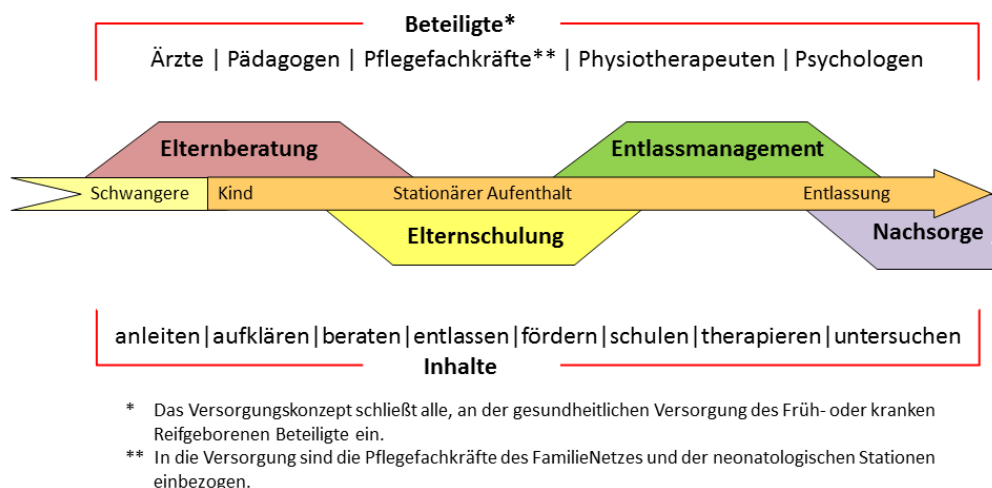 Beteiligte*
Ärzte | Pädagogen | Pflegefachkräfte** | Physiotherapeuten | Psychologen
Elternberatung
Entlassmanagement
Schwangere
Kind
Stationärer Aufenthalt
Entlassung
Elternschulung
Nachsorge
anleiten|aufklären|beraten|entlassen|fördern|schulen|therapieren|untersuchen
Inhalte
* Das Versorgungskonzept schließt alle, an der gesundheitlichen Versorgung des Früh- oder kranken
Reifgeborenen Beteiligte ein.
** In die Versorgung sind die Pflegefachkräfte des FamilieNetzes und der neonatologischen Stationen
einbezogen.